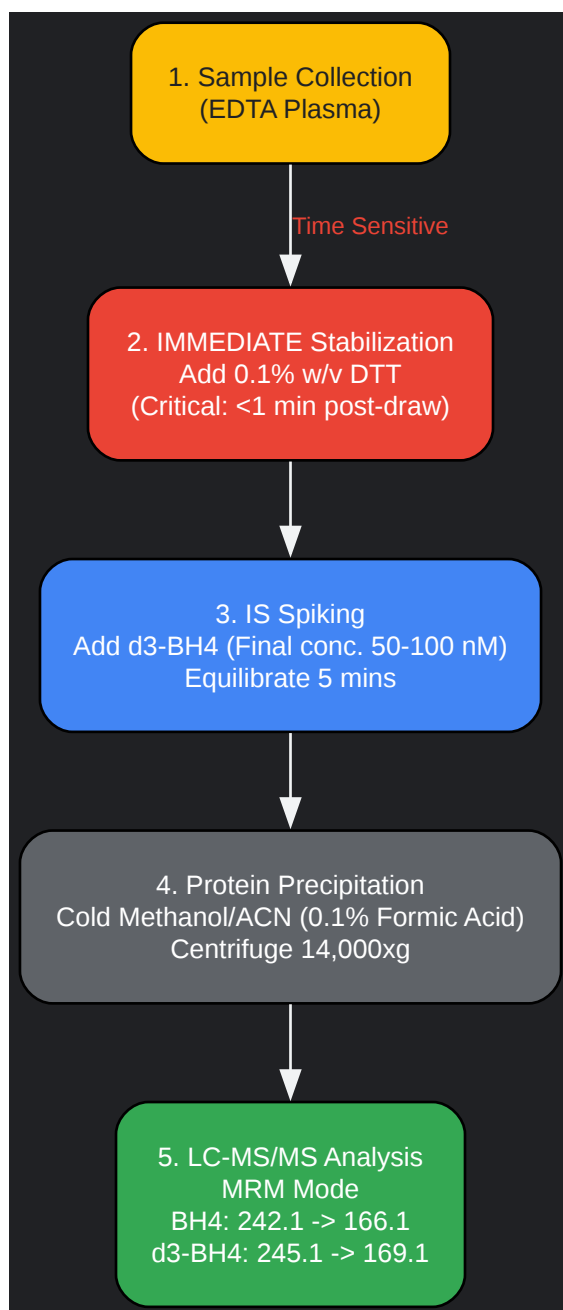 1. Sample Collection
(EDTA Plasma)
Time Sensitive
2. IMMEDIATE Stabilization
Add 0.1% w/v DTT
(Critical: <1 min post-draw)
3. IS Spiking
Add d3-BH4 (Final conc. 50-100 nM)
Equilibrate 5 mins
4. Protein Precipitation
Cold Methanol/ACN (0.1% Formic Acid)
Centrifuge 14,000xg
5. LC-MS/MS Analysis
MRM Mode
BH4: 242.1 -> 166.1
d3-BH4: 245.1 -> 169.1